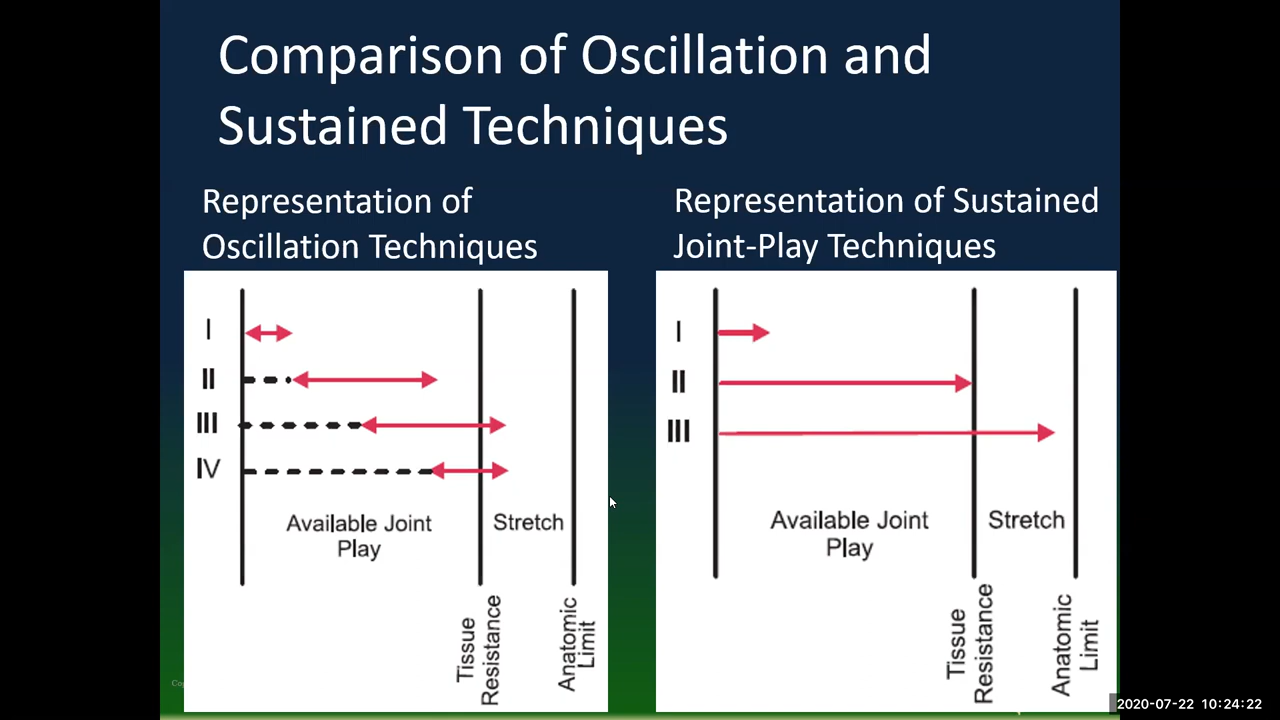 Comparison of Oscillation and
Sustained Techniques
Representation of
Oscillation Techniques
I
II
III
IV
Available Joint
Play
Stretch
Tissue
Resistance
Anatomic
Limit
Representation of Sustained
Joint-Play Techniques
I
II
III
Available Joint
Play
Stretch
Tissue
Resistance
Anatomic
Limit
2020-07-22 10:24:22